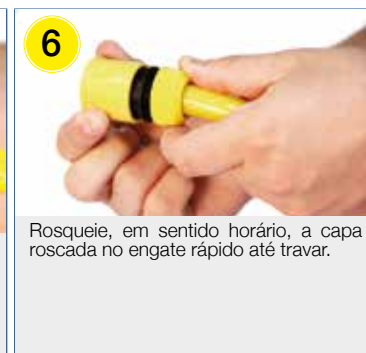 6
Rosqueie, em sentido horário, a capa
roscada no engate rápido até travar.